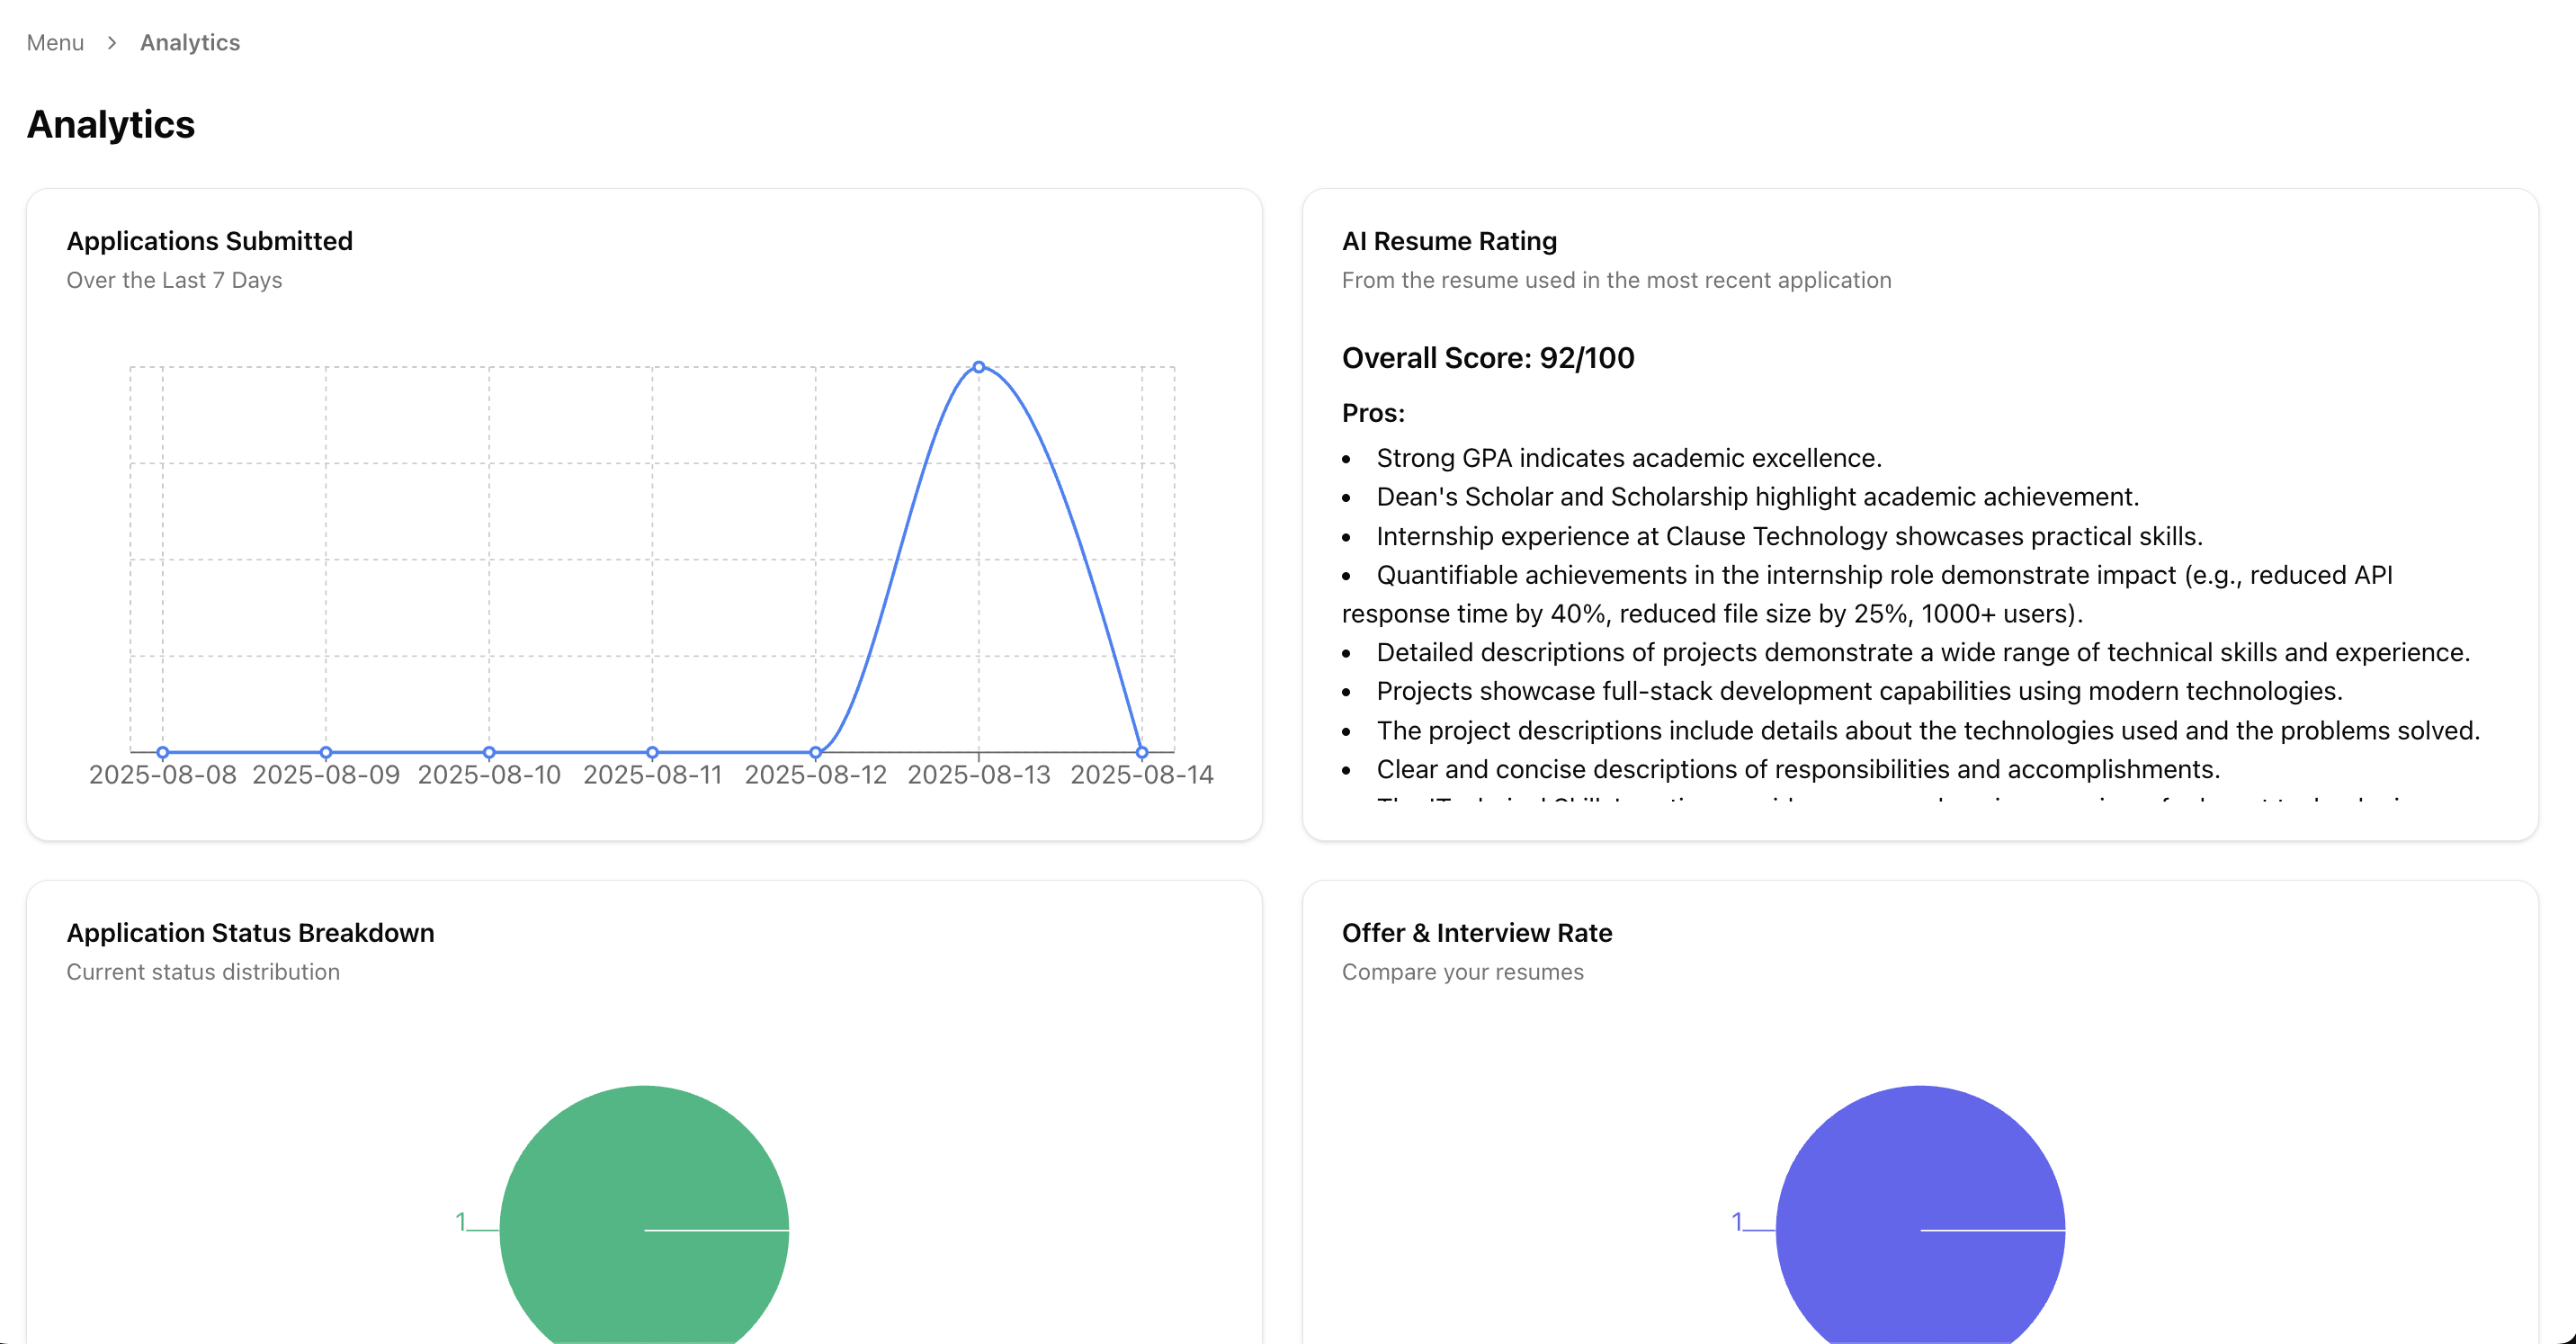 Menu > Analytics
Analytics
Applications Submitted
Over the Last 7 Days
2025-08-08 2025-08-09 2025-08-10 2025-08-11 2025-08-12 2025-08-13 2025-08-14
AI Resume Rating
From the resume used in the most recent application
Overall Score: 92/100
Pros:
• Strong GPA indicates academic excellence.
• Dean's Scholar and Scholarship highlight academic achievement.
• Internship experience at Clause Technology showcases practical skills.
• Quantifiable achievements in the internship role demonstrate impact (e.g., reduced API
response time by 40%, reduced file size by 25%, 1000+ users).
• Detailed descriptions of projects demonstrate a wide range of technical skills and experience.
• Projects showcase full-stack development capabilities using modern technologies.
• The project descriptions include details about the technologies used and the problems solved.
• Clear and concise descriptions of responsibilities and accomplishments.
Application Status Breakdown
Current status distribution
1
Offer & Interview Rate
Compare your resumes
1